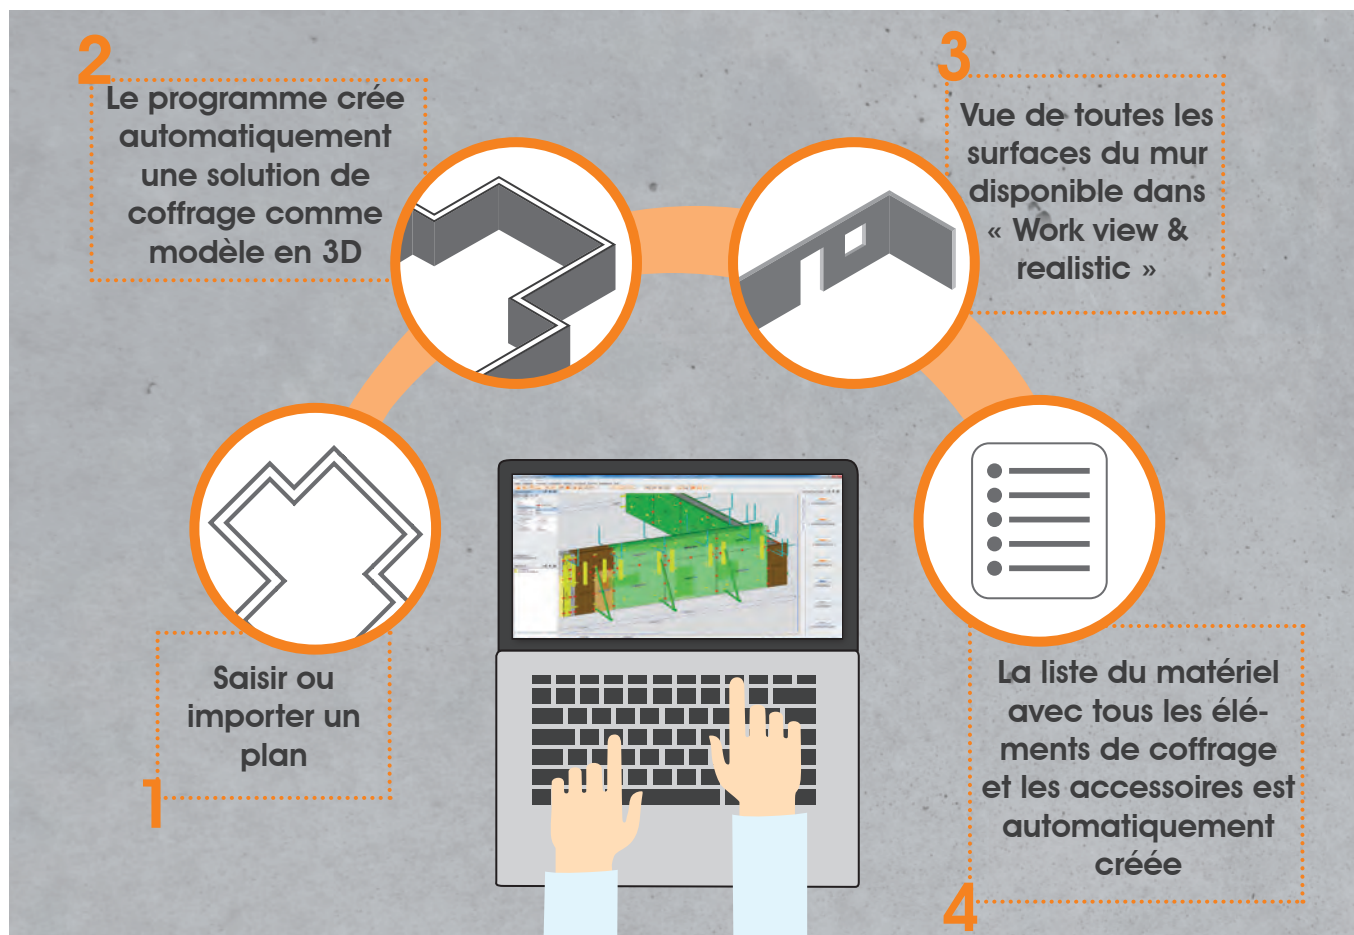 1
Saisir ou
importer un
plan
2
Le programme crée
automatiquement
une solution de
coffrage comme
modèle en 3D
3
Vue de toutes les
surfaces du mur
disponible dans
« Work view &
realistic »
4
La liste du matériel
avec tous les élé-
ments de coffrage
et les accessoires est
automatiquement
créée